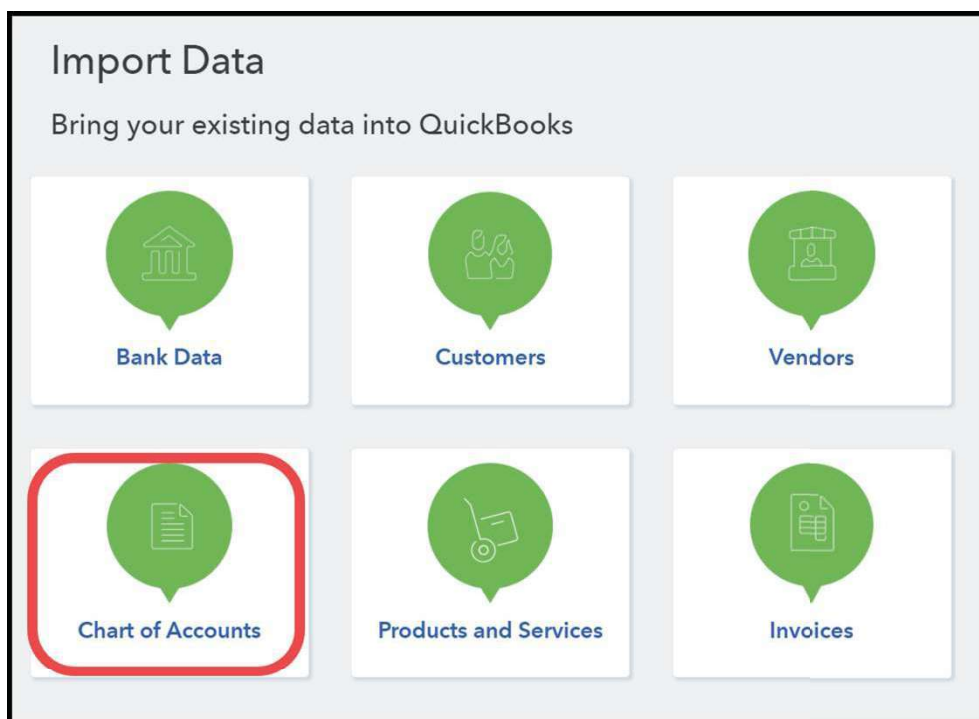 Import Data
Bring your existing data into QuickBooks
Bank Data
Customers
Vendors
Chart of Accounts
Products and Services
Invoices